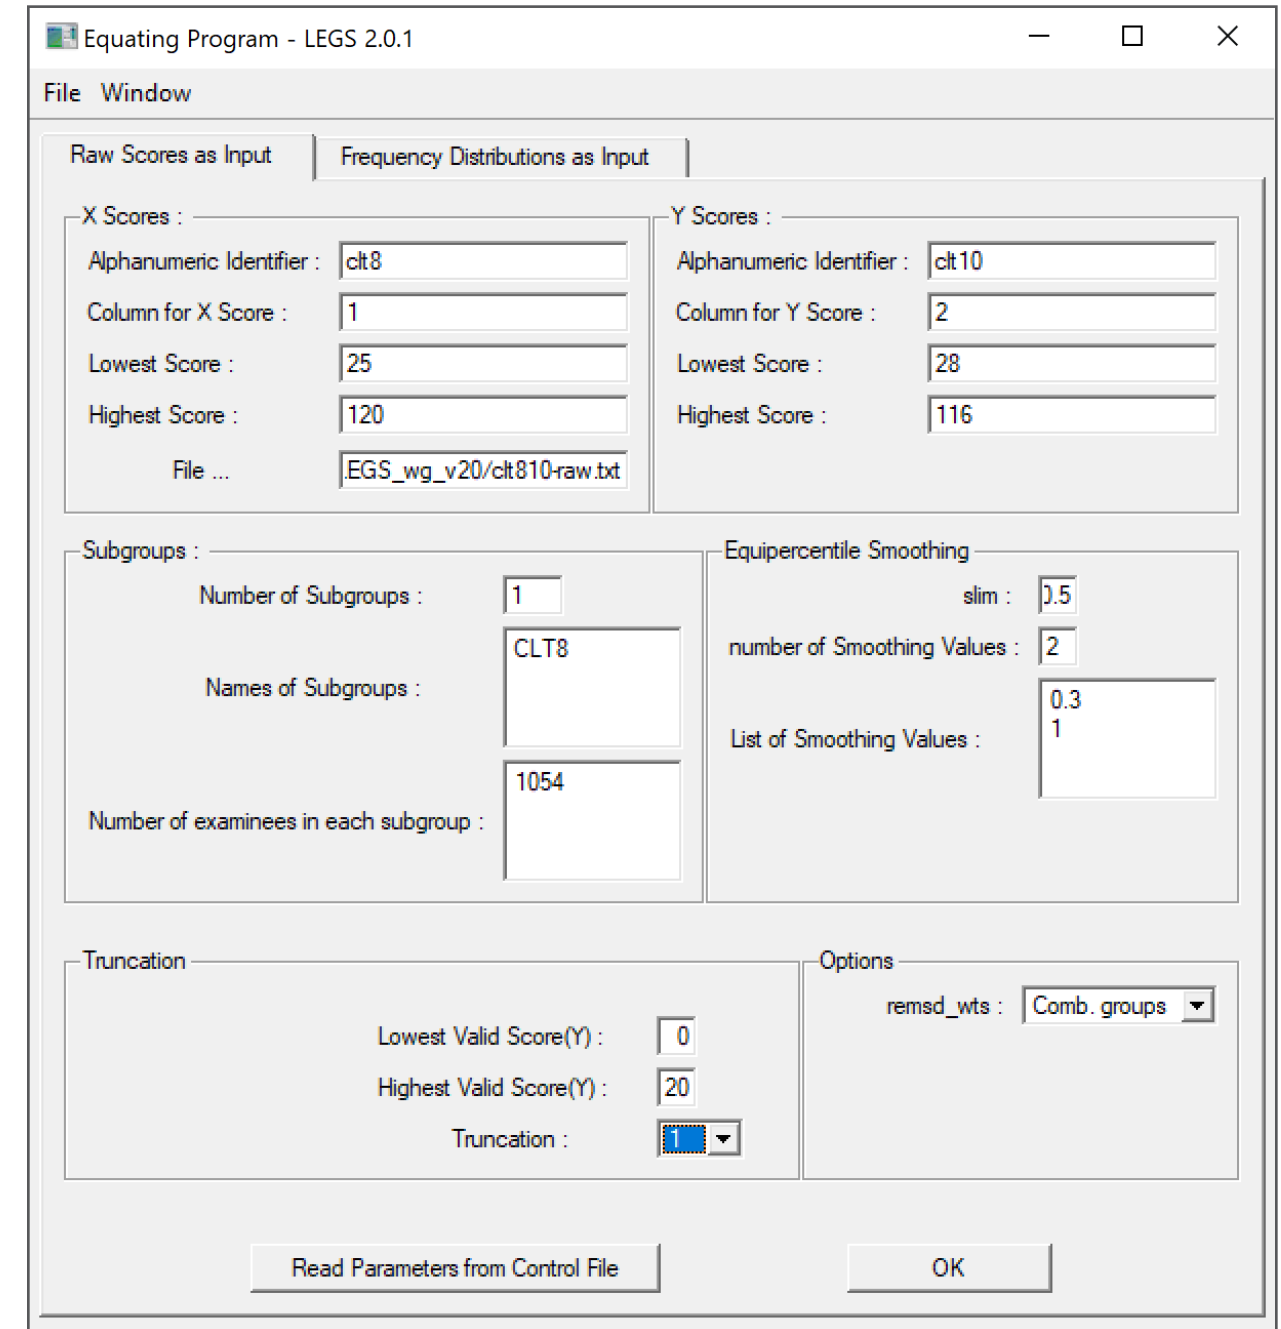 Equating Program - LEGS 2.0.1
File Window
Raw Scores as Input
Frequency Distributions as Input
X Scores :
Alphanumeric Identifier : clt8
Column for X Score : 1
Lowest Score : 25
Highest Score : 120
File ... .EGS_wg_v20/clt810-raw.txt
Y Scores :
Alphanumeric Identifier : clt10
Column for Y Score : 2
Lowest Score : 28
Highest Score : 116
Subgroups :
Number of Subgroups : 1
Names of Subgroups : CLT8
Number of examinees in each subgroup : 1054
Equipercentile Smoothing
slim : 0.5
number of Smoothing Values : 2
List of Smoothing Values : 0.3
1
Truncation
Lowest Valid Score(Y) : 0
Highest Valid Score(Y) : 20
Truncation : 1
Options
remsd_wts : Comb. groups
Read Parameters from Control File
OK